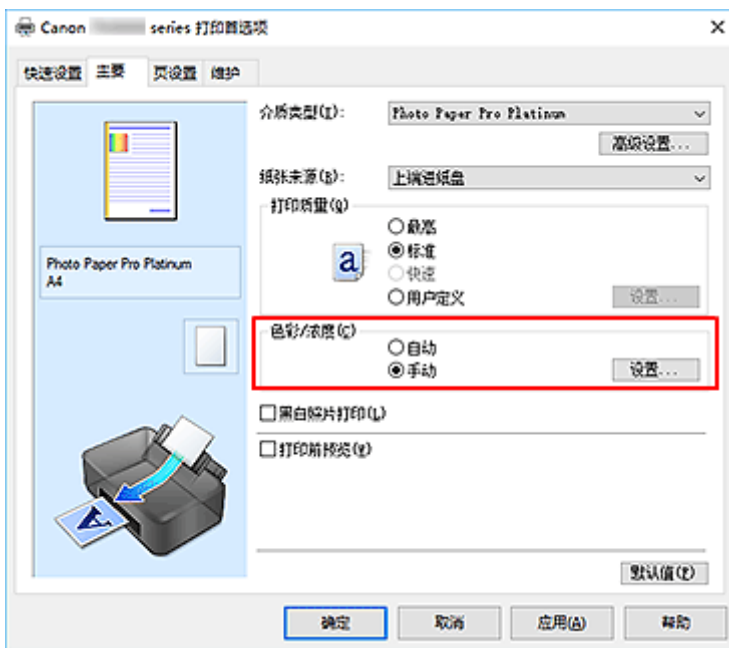 Canon series 打印首选项
快速设置 主要 页设置 维护
介质类型(I): Photo Paper Pro Platinum
高级设置...
纸张来源(R): 上端进纸盘
打印质量(Q)
最高
标准
快速
用户定义 设置...
a
Photo Paper Pro Platinum
A4
色彩/浓度(C)
自动
手动 设置...
黑白照片打印(L)
打印前预览(V)
A
默认值(F)
确定 取消 应用(A) 帮助